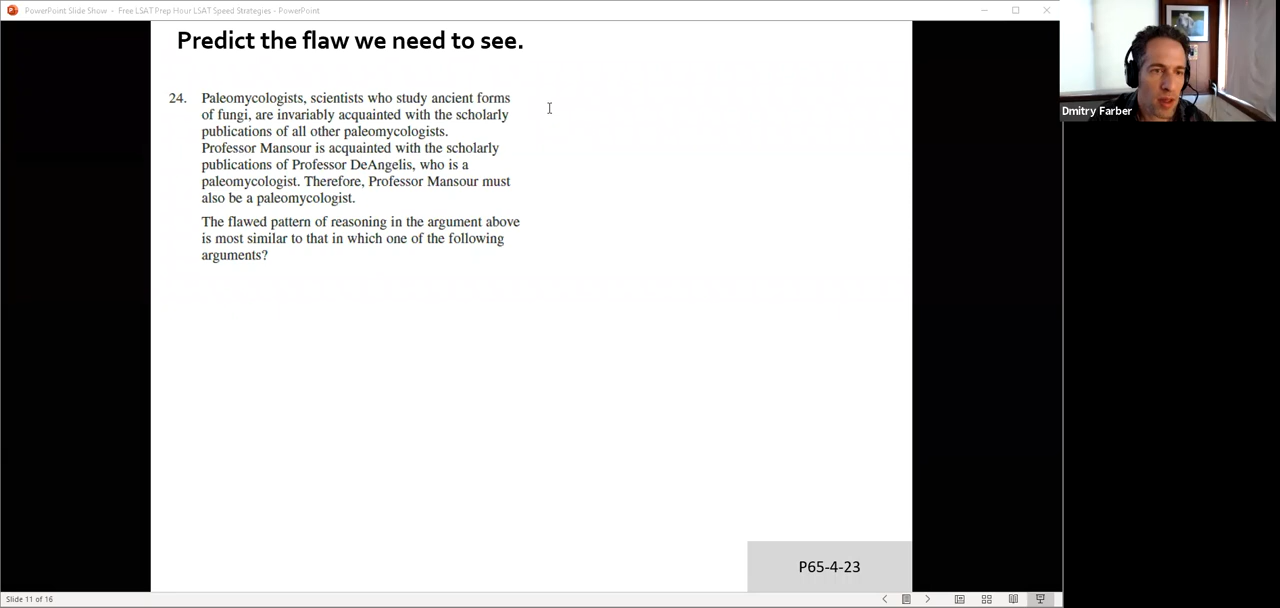 PowerPoint Slide Show - Free LSAT Prep Hour LSAT Speed Strategies - PowerPoint
Predict the flaw we need to see.
24. Paleomycologists, scientists who study ancient forms
of fungi, are invariably acquainted with the scholarly
publications of all other paleomycologists.
Professor Mansour is acquainted with the scholarly
publications of Professor DeAngelis, who is a
paleomycologist. Therefore, Professor Mansour must
also be a paleomycologist.
The flawed pattern of reasoning in the argument above
is most similar to that in which one of the following
arguments?
P65-4-23
Dmitry Farber
Slide 11 of 16